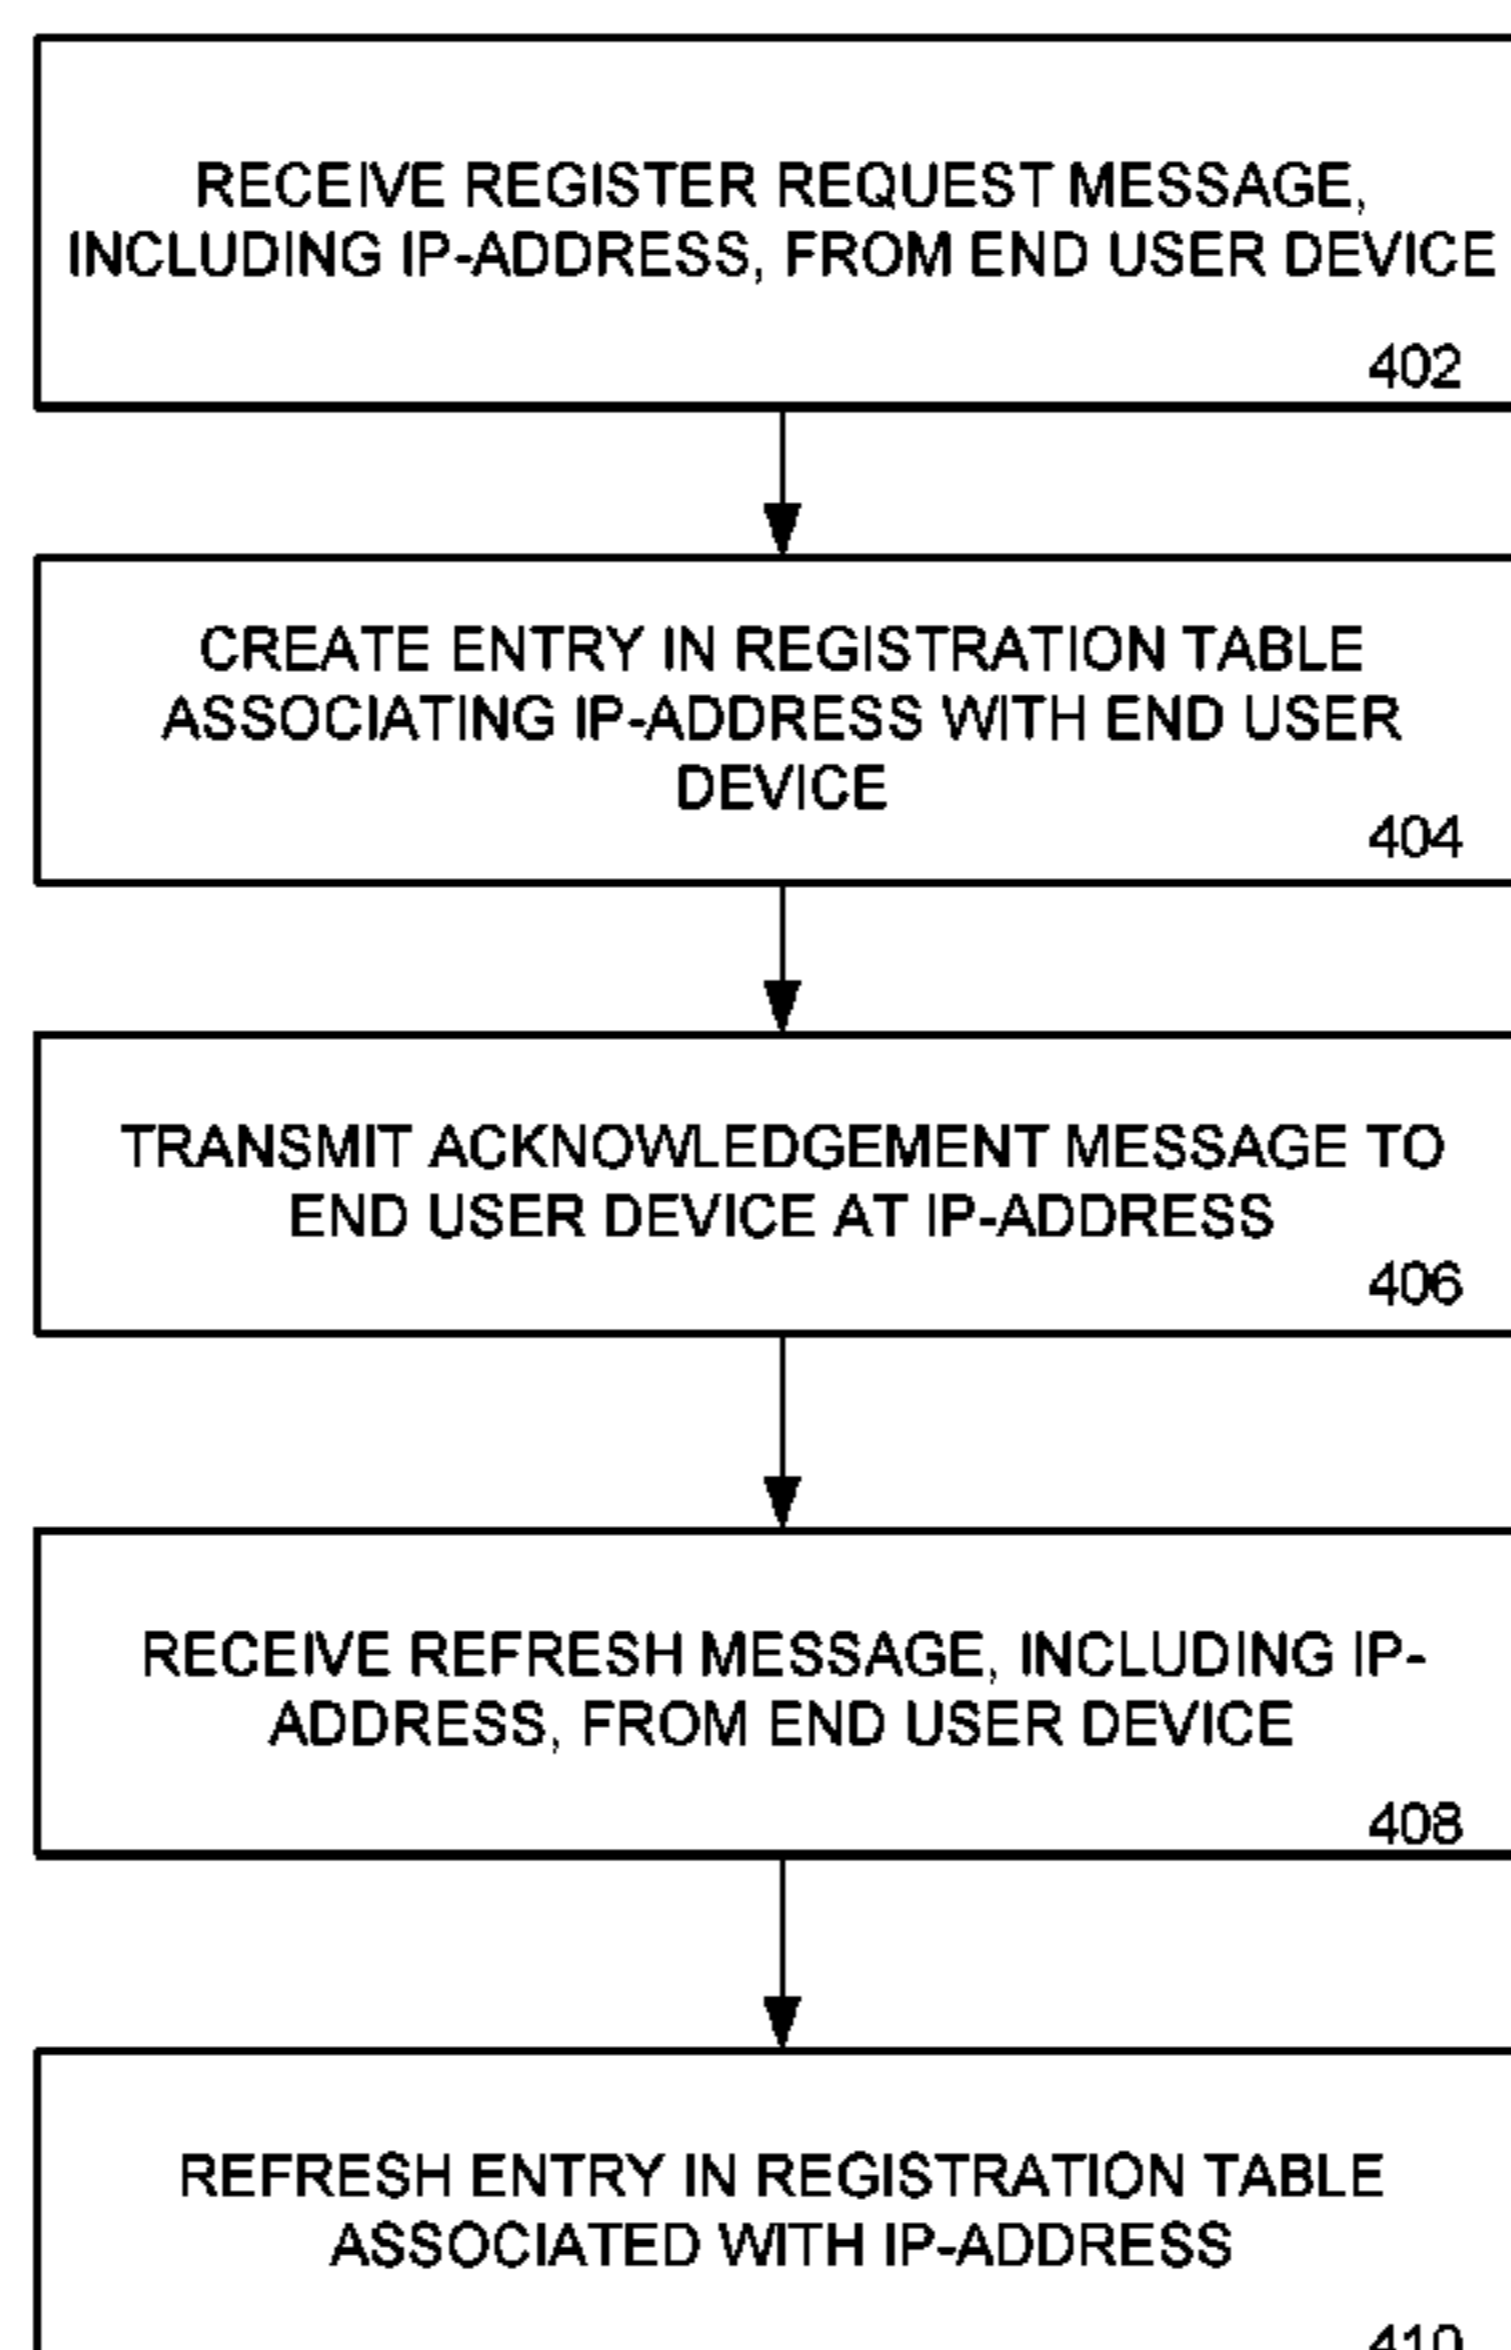 RECEIVE REGISTER REQUEST MESSAGE,
INCLUDING IP-ADDRESS, FROM END USER DEVICE
402
CREATE ENTRY IN REGISTRATION TABLE
ASSOCIATING IP-ADDRESS WITH END USER
DEVICE
404
TRANSMIT ACKNOWLEDGEMENT MESSAGE TO
END USER DEVICE AT IP-ADDRESS
406
RECEIVE REFRESH MESSAGE, INCLUDING IP-
ADDRESS, FROM END USER DEVICE
408
REFRESH ENTRY IN REGISTRATION TABLE
ASSOCIATED WITH IP-ADDRESS
410